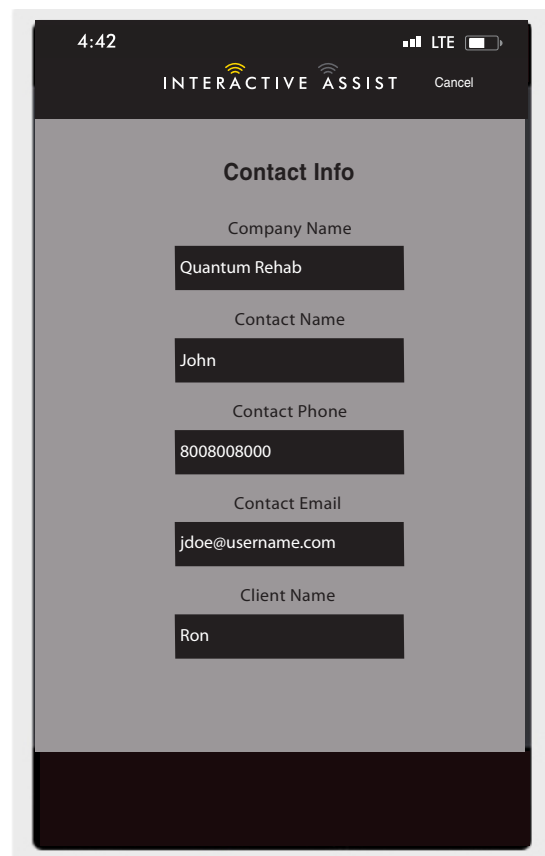 4:42
LTE
INTERACTIVE ASSIST
Cancel
Contact Info
Company Name
Quantum Rehab
Contact Name
John
Contact Phone
8008008000
Contact Email
jdoe@username.com
Client Name
Ron